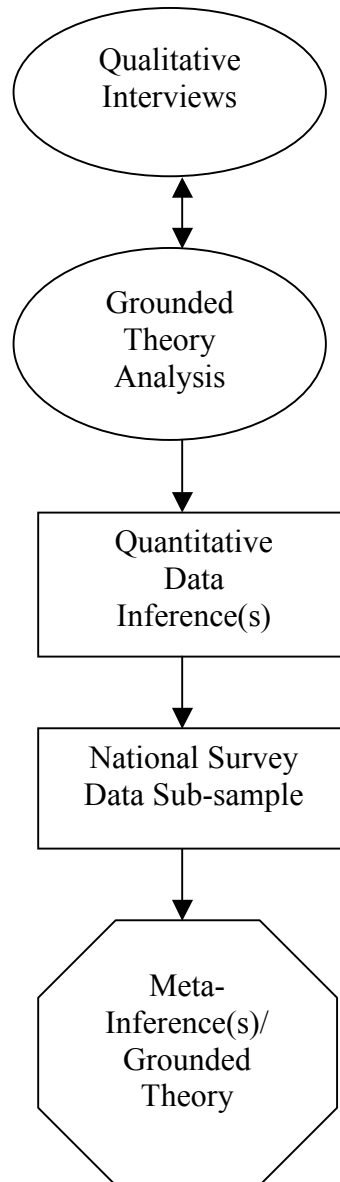 Qualitative
Interviews
Grounded
Theory
Analysis
Quantitative
Data
Inference(s)
National Survey
Data Sub-sample
Meta-
Inference(s)/
Grounded
Theory